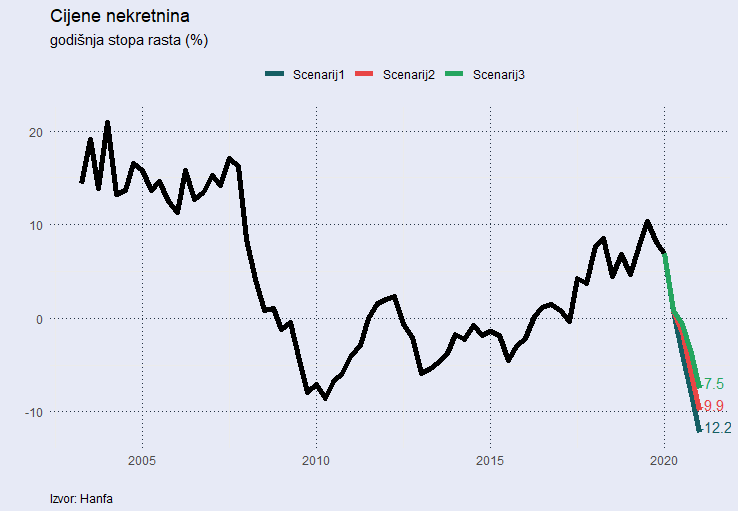 Cijene nekretnina
godišnja stopa rasta (%)
Scenarij1 Scenarij2 Scenarij3
20
10
0
-10
-7.5
-9.9
-12.2
2005 2010 2015 2020
Izvor: Hanfa